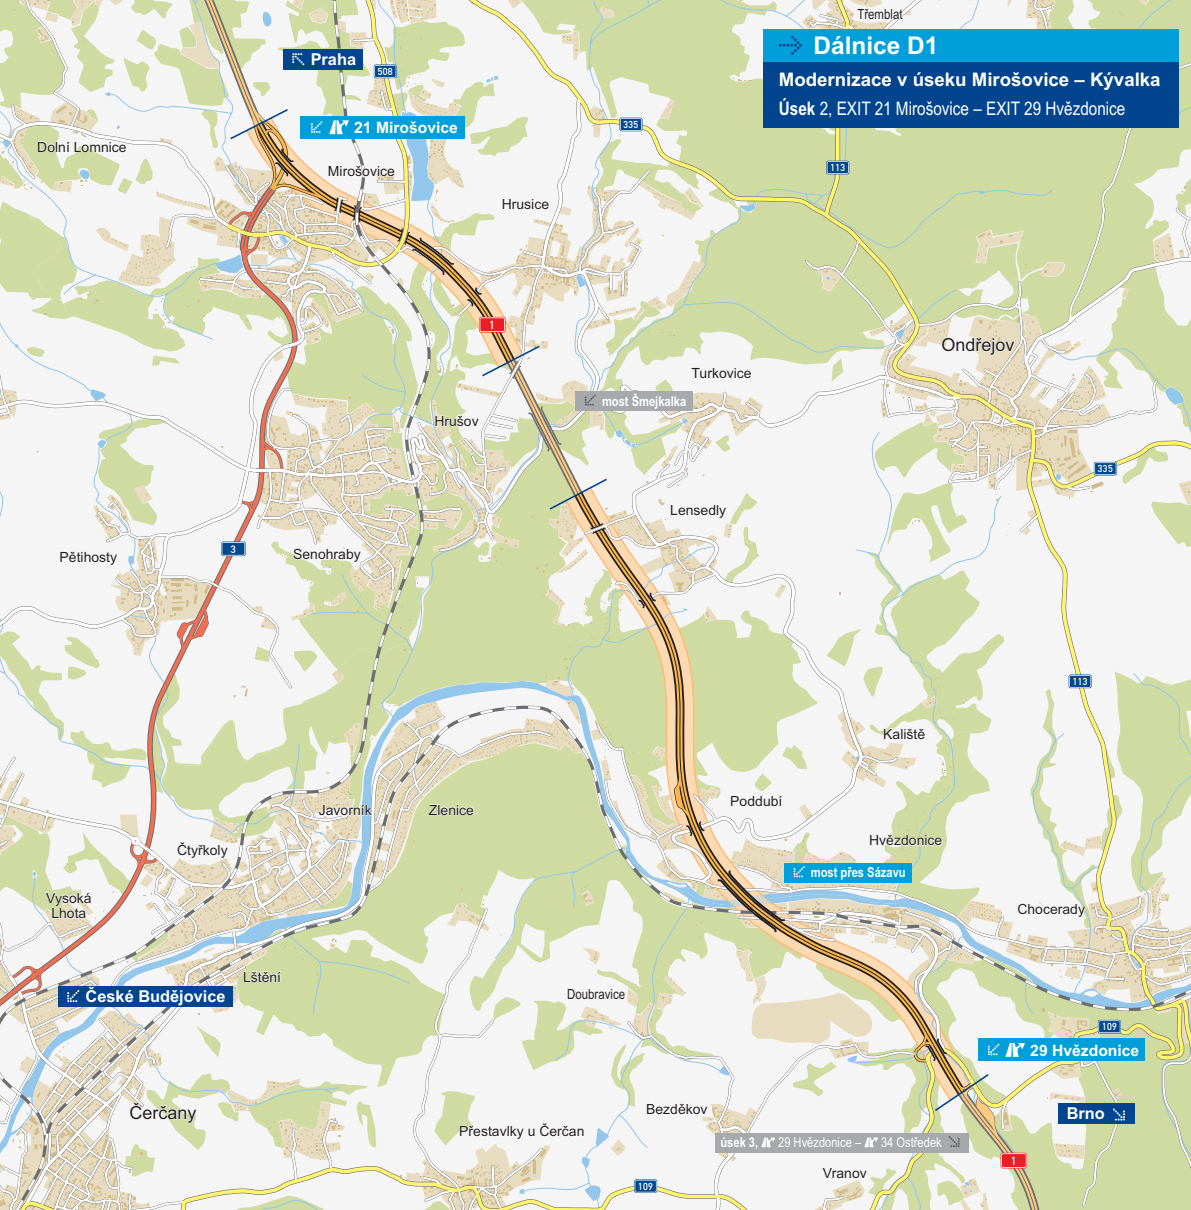 Třemblat
Dálnice D1
Modernizace v úseku Mirošovice – Kývalka
Úsek 2, EXIT 21 Mirošovice – EXIT 29 Hvězdonice
Praha
508
21 Mirošovice
335
Dolní Lomnice
113
Mirošovice
Hrusice
1
Ondřejov
Turkovice
most Šmejkalka
Hrušov
335
Lensedly
3
Senohraby
Pětihosty
113
Kaliště
Poddubí
Javorník
Zlenice
Hvězdonice
Čtyřkoly
most přes Sázavu
Vysoká
Lhota
Chocerady
Lštění
České Budějovice
Doubravice
109
29 Hvězdonice
Čerčany
Bezděkov
Brno
Přestavlky u Čerčan
úsek 3, 29 Hvězdonice – 34 Ostředek
1
Vranov
109